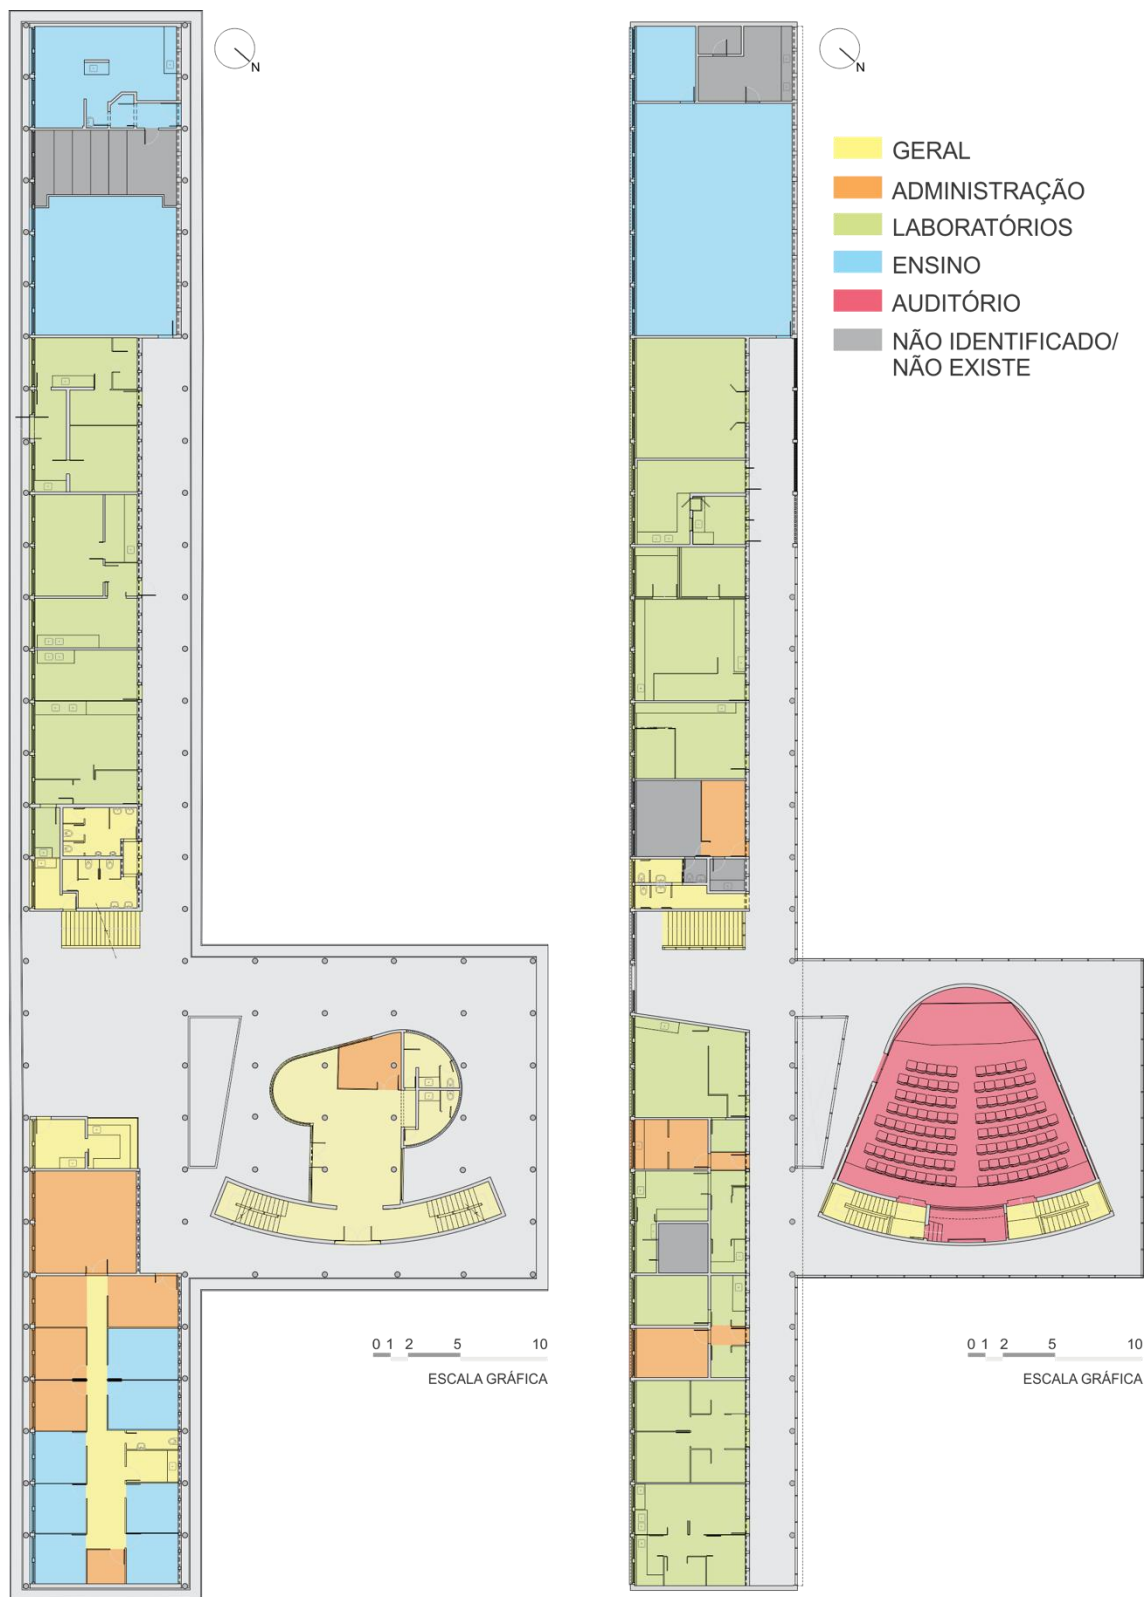 N
N
GERAL
ADMINISTRAÇÃO
LABORATÓRIOS
ENSINO
AUDITÓRIO
NÃO IDENTIFICADO/
NÃO EXISTE
0 1 2 5 10
ESCALA GRÁFICA
0 1 2 5 10
ESCALA GRÁFICA